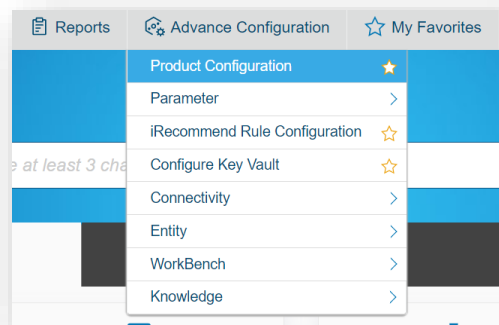 Reports Advance Configuration My Favorites
Product Configuration
Parameter
iRecommend Rule Configuration
e at least 3 cha
Configure Key Vault
Connectivity
Entity
WorkBench
Knowledge